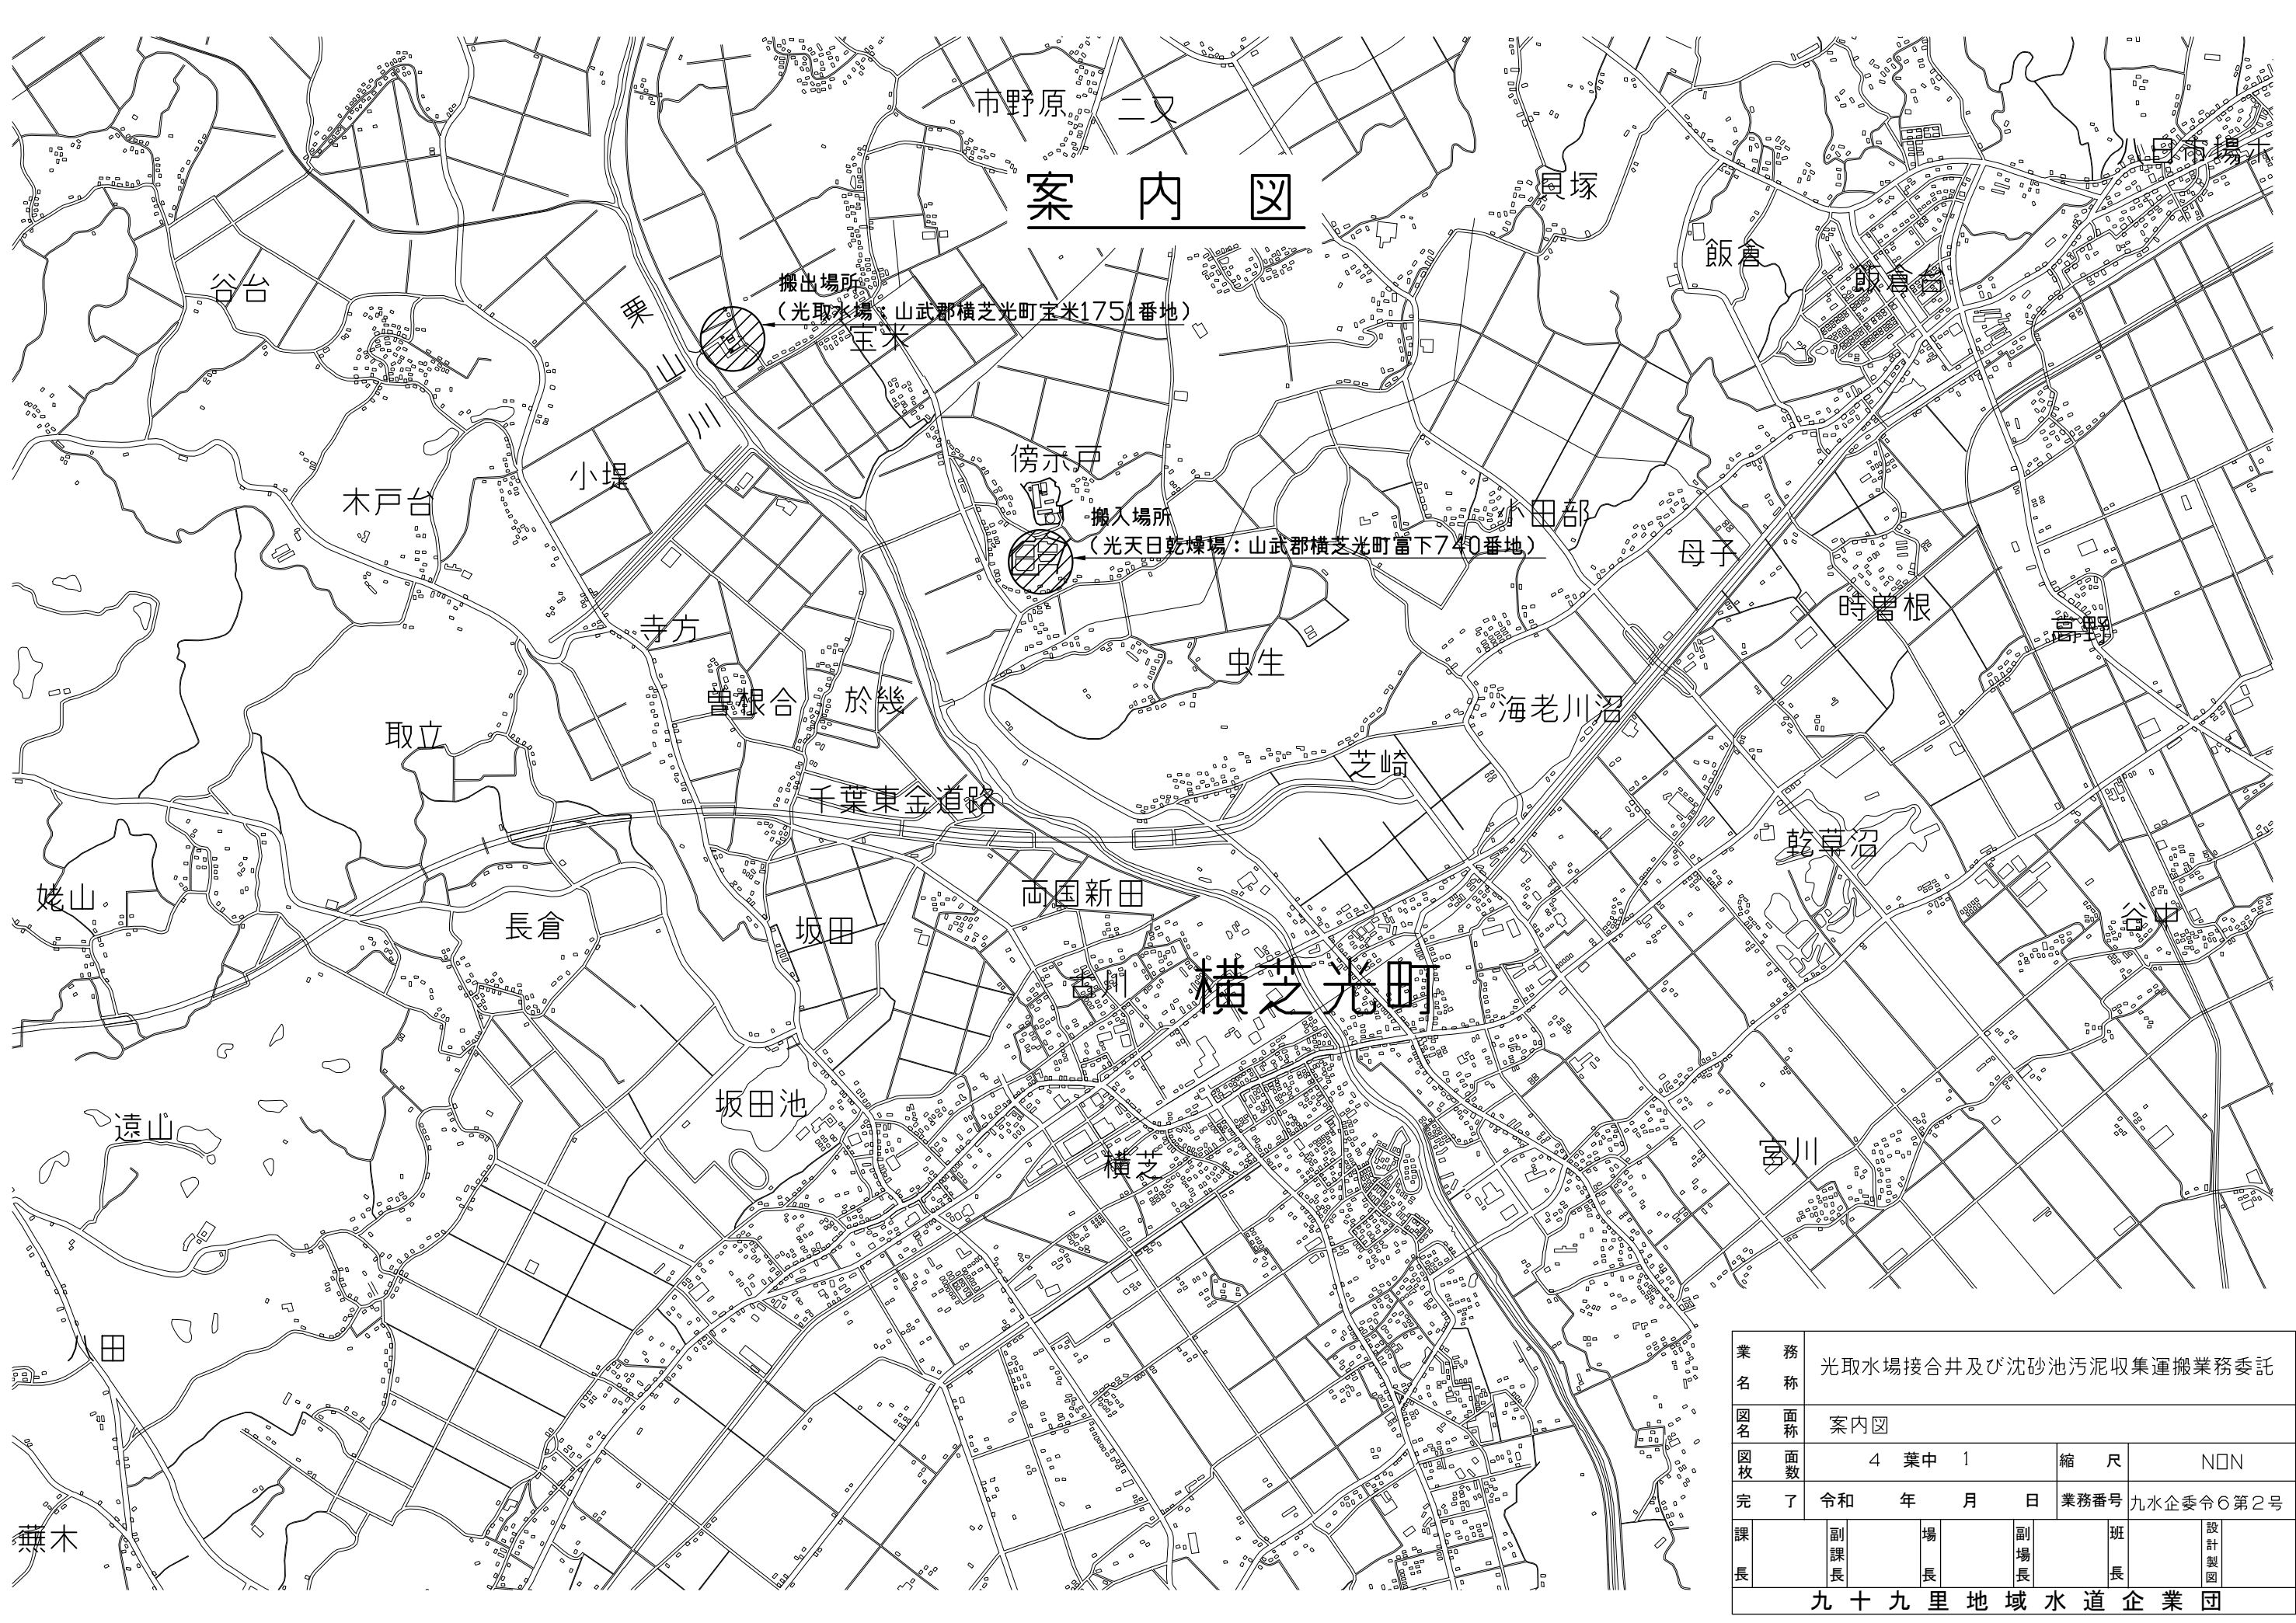 市野原
二又
八日市場ホ
案内図
貝塚
飯倉
飯倉台
谷台
栗山川
搬出場所
（光取水場：山武郡横芝光町宝米1751番地）
宝米
小堤
木戸台
傍示戸
搬入場所
（光天日乾燥場：山武郡横芝光町冨下740番地）
小田部
母子
時曽根
高野
寺方
虫生
曽根合
於幾
海老川沼
取立
芝崎
千葉東金道路
乾草沼
姥山
長倉
両国新田
坂田
谷中
古川
横芝光町
坂田池
遠山
横芝
宮川
八田
蕪木
業務名称 光取水場接合井及び沈砂池汚泥収集運搬業務委託
図面名称 案内図
図面枚数 4 葉中 1 縮尺 NON
完了 令和 年 月 日 業務番号 九水企委令6第2号
課長 副課長 場長 副場長 班長 設計製図
九十九里地域水道企業団